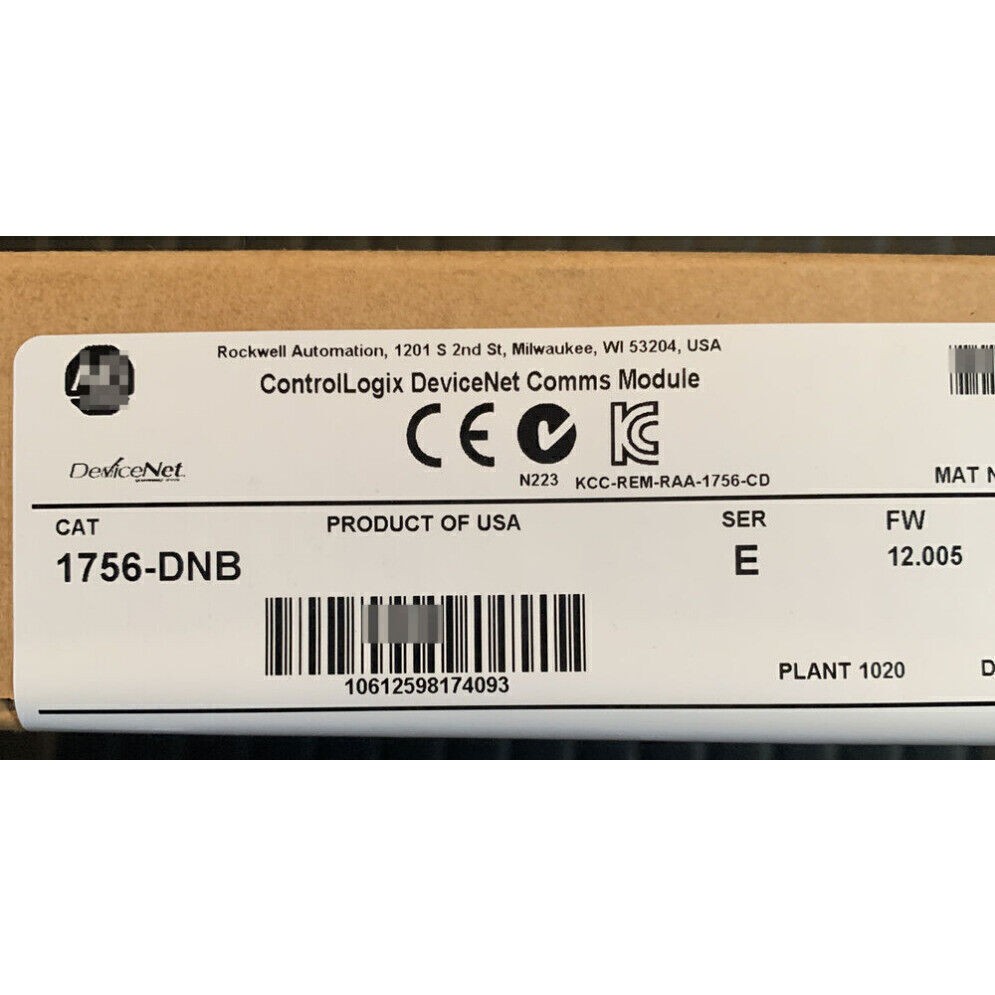 Rockwell Automation, 1201 S 2nd St, Milwaukee, WI 53204, USA
ControlLogix DeviceNet Comms Module
DeviceNet
N223 KCC-REM-RAA-1756-CD
MAT N
CAT PRODUCT OF USA SER FW
1756-DNB E 12.005
10612598174093
PLANT 1020 D